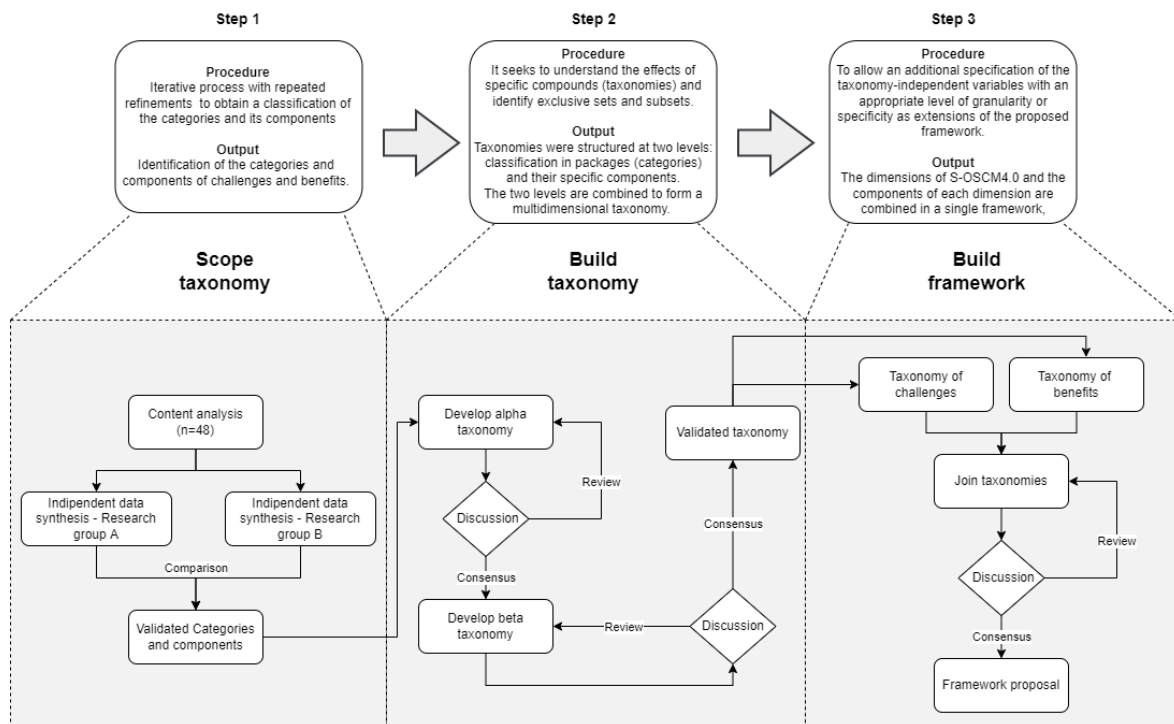 Step 1
Procedure
Iterative process with repeated
refinements to obtain a classification of
the categories and its components
Output
Identification of the categories and
components of challenges and benefits.
Step 2
Procedure
It seeks to understand the effects of
specific compounds (taxonomies) and
identify exclusive sets and subsets.
Output
Taxonomies were structured at two levels:
classification in packages (categories)
and their specific components.
The two levels are combined to form a
multidimensional taxonomy.
Step 3
Procedure
To allow an additional specification of the
taxonomy-independent variables with an
appropriate level of granularity or
specificity as extensions of the proposed
framework.
Output
The dimensions of S-OSCM4.0 and the
components of each dimension are
combined in a single framework,
Scope
taxonomy
Build
taxonomy
Build
framework
Content analysis
(n=48)
Indipendent data
synthesis - Research
group A
Indipendent data
synthesis - Research
group B
Comparison
Validated Categories
and components
Develop alpha
taxonomy
Review
Discussion
Consensus
Develop beta
taxonomy
Review
Discussion
Consensus
Validated taxonomy
Taxonomy of
challenges
Taxonomy of
benefits
Join taxonomies
Review
Discussion
Consensus
Framework proposal